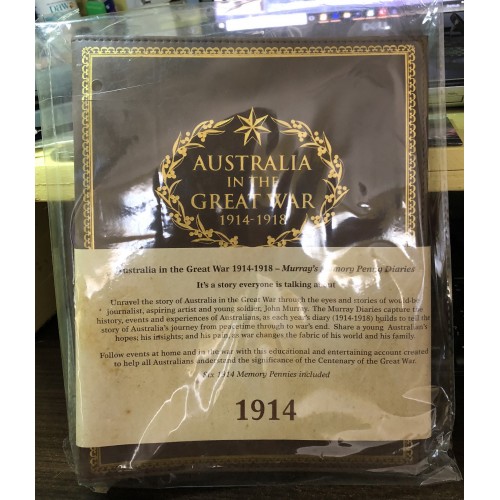 AUSTRALIA
IN THE
GREAT WAR
1914-1918
Australia in the Great War 1914-1918 – Murray's Memory Penny Diaries
It's a story everyone is talking about
Unravel the story of Australia in the Great War through the eyes and stories of would-be
journalist, aspiring artist and young soldier, John Murray. The Murray Diaries capture the
history, events and experiences of Australians, as each year's diary (1914-1918) builds to tell the
story of Australia's journey from peacetime through to war's end. Share a young Australian's
hopes; his insights; and his pains as war changes the fabric of his world and his family.
Follow events at home and in the war with this educational and entertaining account created
to help all Australians understand the significance of the Centenary of the Great War.
Six 1914 Memory Pennies included
1914